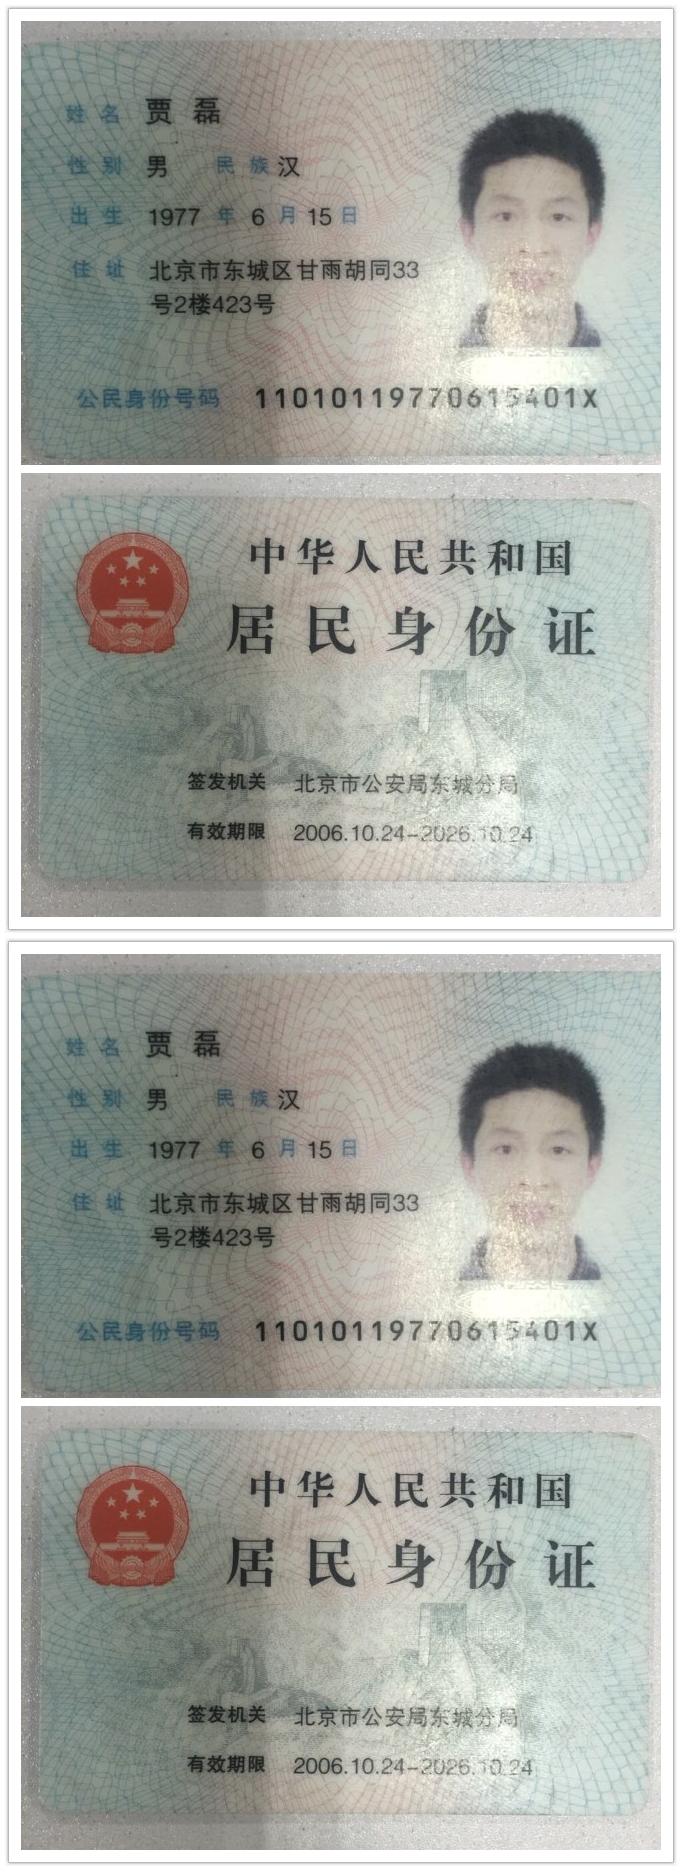 姓名 贾磊
性别 男 民族 汉
出生 1977 年 6 月 15 日
住址 北京市东城区甘雨胡同33
号2楼423号
公民身份号码 11010119770615401X
中华人民共和国
居民身份证
签发机关 北京市公安局东城分局
有效期限 2006.10.24-2026.10.24
姓名 贾磊
性别 男 民族 汉
出生 1977 年 6 月 15 日
住址 北京市东城区甘雨胡同33
号2楼423号
公民身份号码 11010119770615401X
中华人民共和国
居民身份证
签发机关 北京市公安局东城分局
有效期限 2006.10.24-2026.10.24